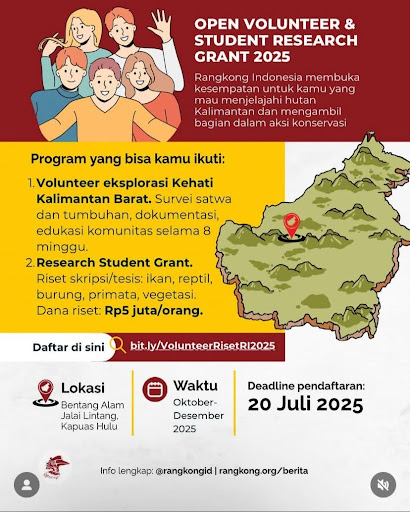 OPEN VOLUNTEER &
STUDENT RESEARCH
GRANT 2025
Rangkong Indonesia membuka
kesempatan untuk kamu yang
mau menjelajahi hutan
Kalimantan dan mengambil
bagian dalam aksi konservasi
Program yang bisa kamu ikuti:
1. Volunteer eksplorasi Kehati
Kalimantan Barat. Survei satwa
dan tumbuhan, dokumentasi,
edukasi komunitas selama 8
minggu.
2. Research Student Grant.
Riset skripsi/tesis: ikan, reptil,
burung, primata, vegetasi.
Dana riset: Rp5 juta/orang.
Daftar di sini
bit.ly/VolunteerRisetRI2025
Lokasi
Bentang Alam
Jalai Lintang,
Kapuas Hulu
Waktu
Oktober-
Desember
2025
Deadline pendaftaran:
20 Juli 2025
Info lengkap: @rangkongid | rangkong.org/berita